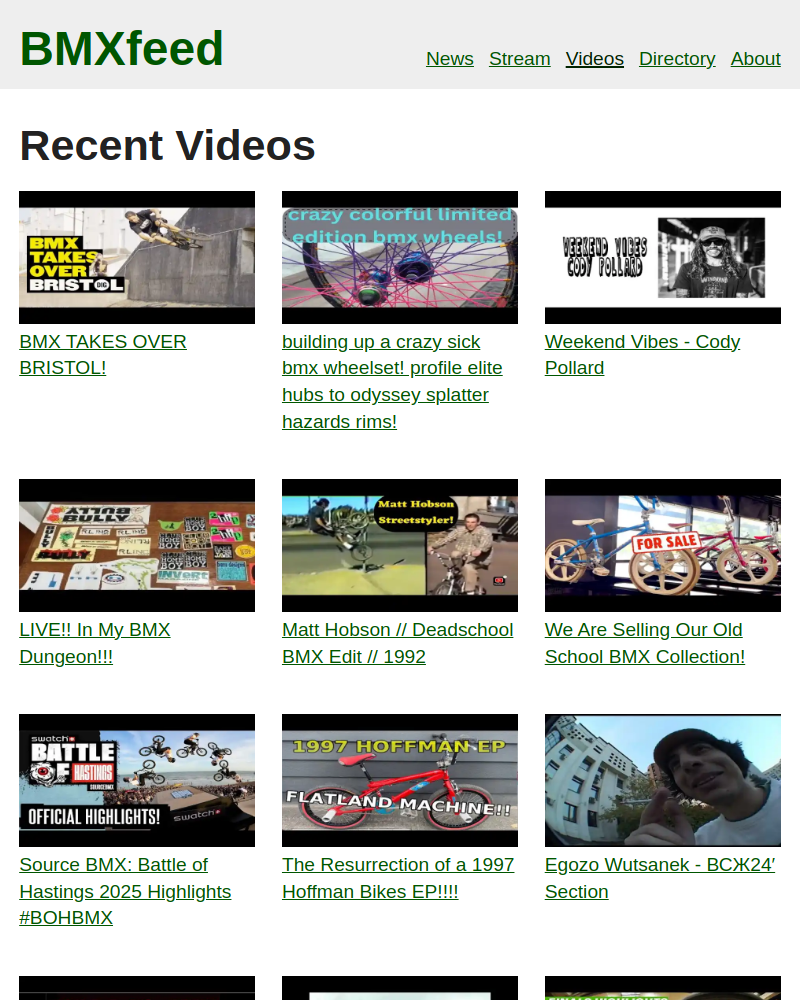 BMXfeed
News Stream Videos Directory About
Recent Videos
BMX
TAKES
OVER
BRISTOL DIG
crazy colorful limited
edition bmx wheels!
WEEKEND VIBES
CODY POLLARD
BMX TAKES OVER
BRISTOL!
building up a crazy sick
bmx wheelset! profile elite
hubs to odyssey splatter
hazards rims!
Weekend Vibes - Cody
Pollard
BULLY
HOME
BOY
INVERT
Matt Hobson
Streetstyler!
FOR SALE
LIVE!! In My BMX
Dungeon!!!
Matt Hobson // Deadschool
BMX Edit // 1992
We Are Selling Our Old
School BMX Collection!
swatch
BATTLE
OF HASTINGS
SOURCEBMX
OFFICIAL HIGHLIGHTS!
swatch
1997 HOFFMAN EP
FLATLAND MACHINE!!
Source BMX: Battle of
Hastings 2025 Highlights
#BOHBMX
The Resurrection of a 1997
Hoffman Bikes EP!!!!
Egozo Wutsanek - ВСЖ24′
Section